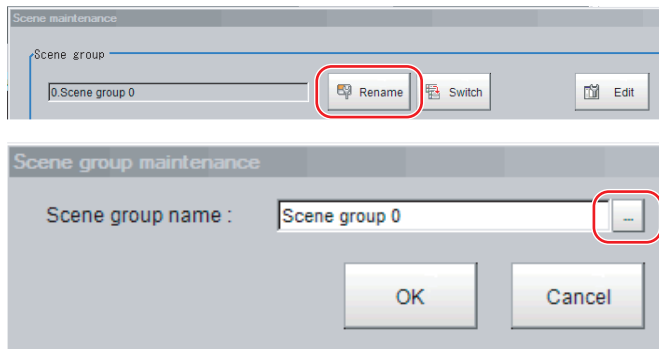 Scene maintenance
Scene group
0.Scene group 0 Rename Switch Edit
Scene group maintenance
Scene group name : Scene group 0 ...
OK Cancel